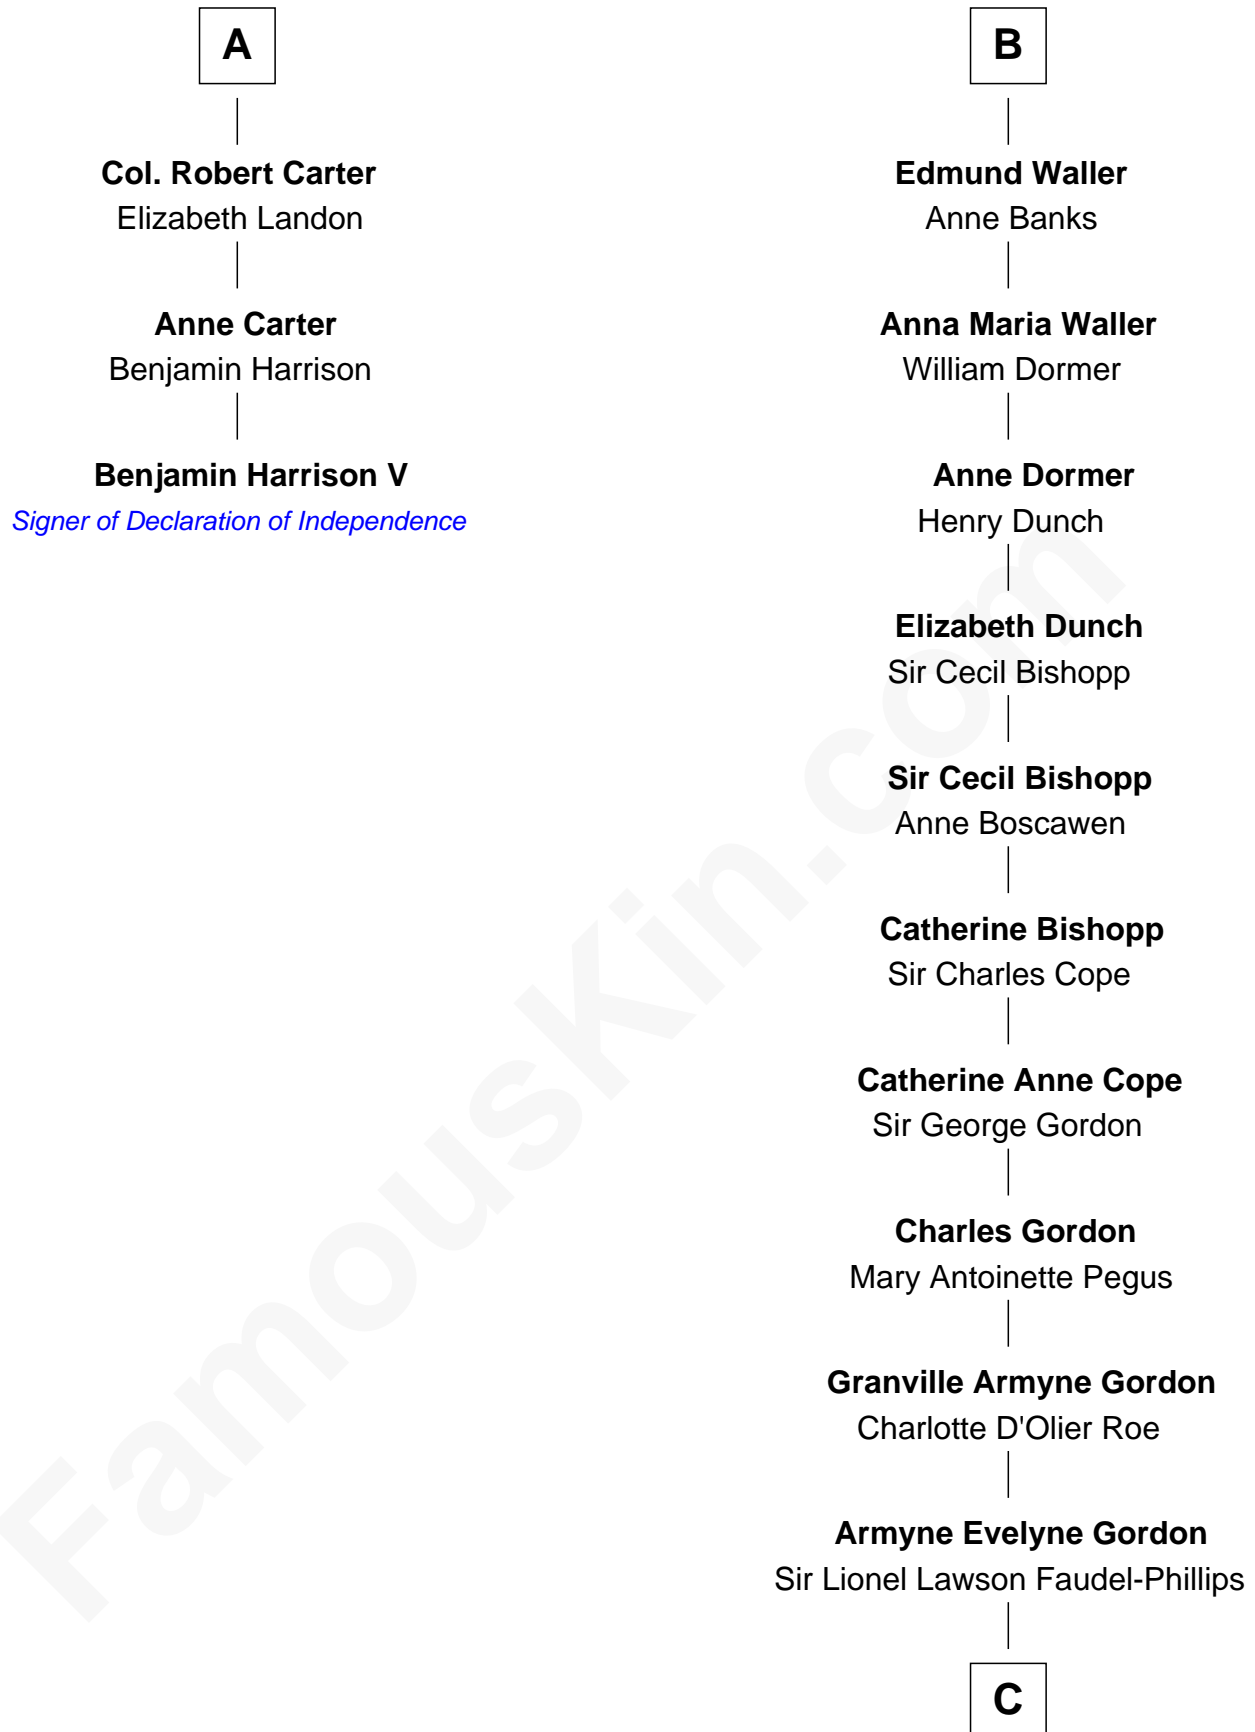 A
Col. Robert Carter
Elizabeth Landon
Anne Carter
Benjamin Harrison
Benjamin Harrison V
Signer of Declaration of Independence
B
Edmund Waller
Anne Banks
Anna Maria Waller
William Dormer
Anne Dormer
Henry Dunch
Elizabeth Dunch
Sir Cecil Bishopp
Sir Cecil Bishopp
Anne Boscawen
Catherine Bishopp
Sir Charles Cope
Catherine Anne Cope
Sir George Gordon
Charles Gordon
Mary Antoinette Pegus
Granville Armyne Gordon
Charlotte D'Olier Roe
Armyne Evelyne Gordon
Sir Lionel Lawson Faudel-Phillips
C
FamousKin.com